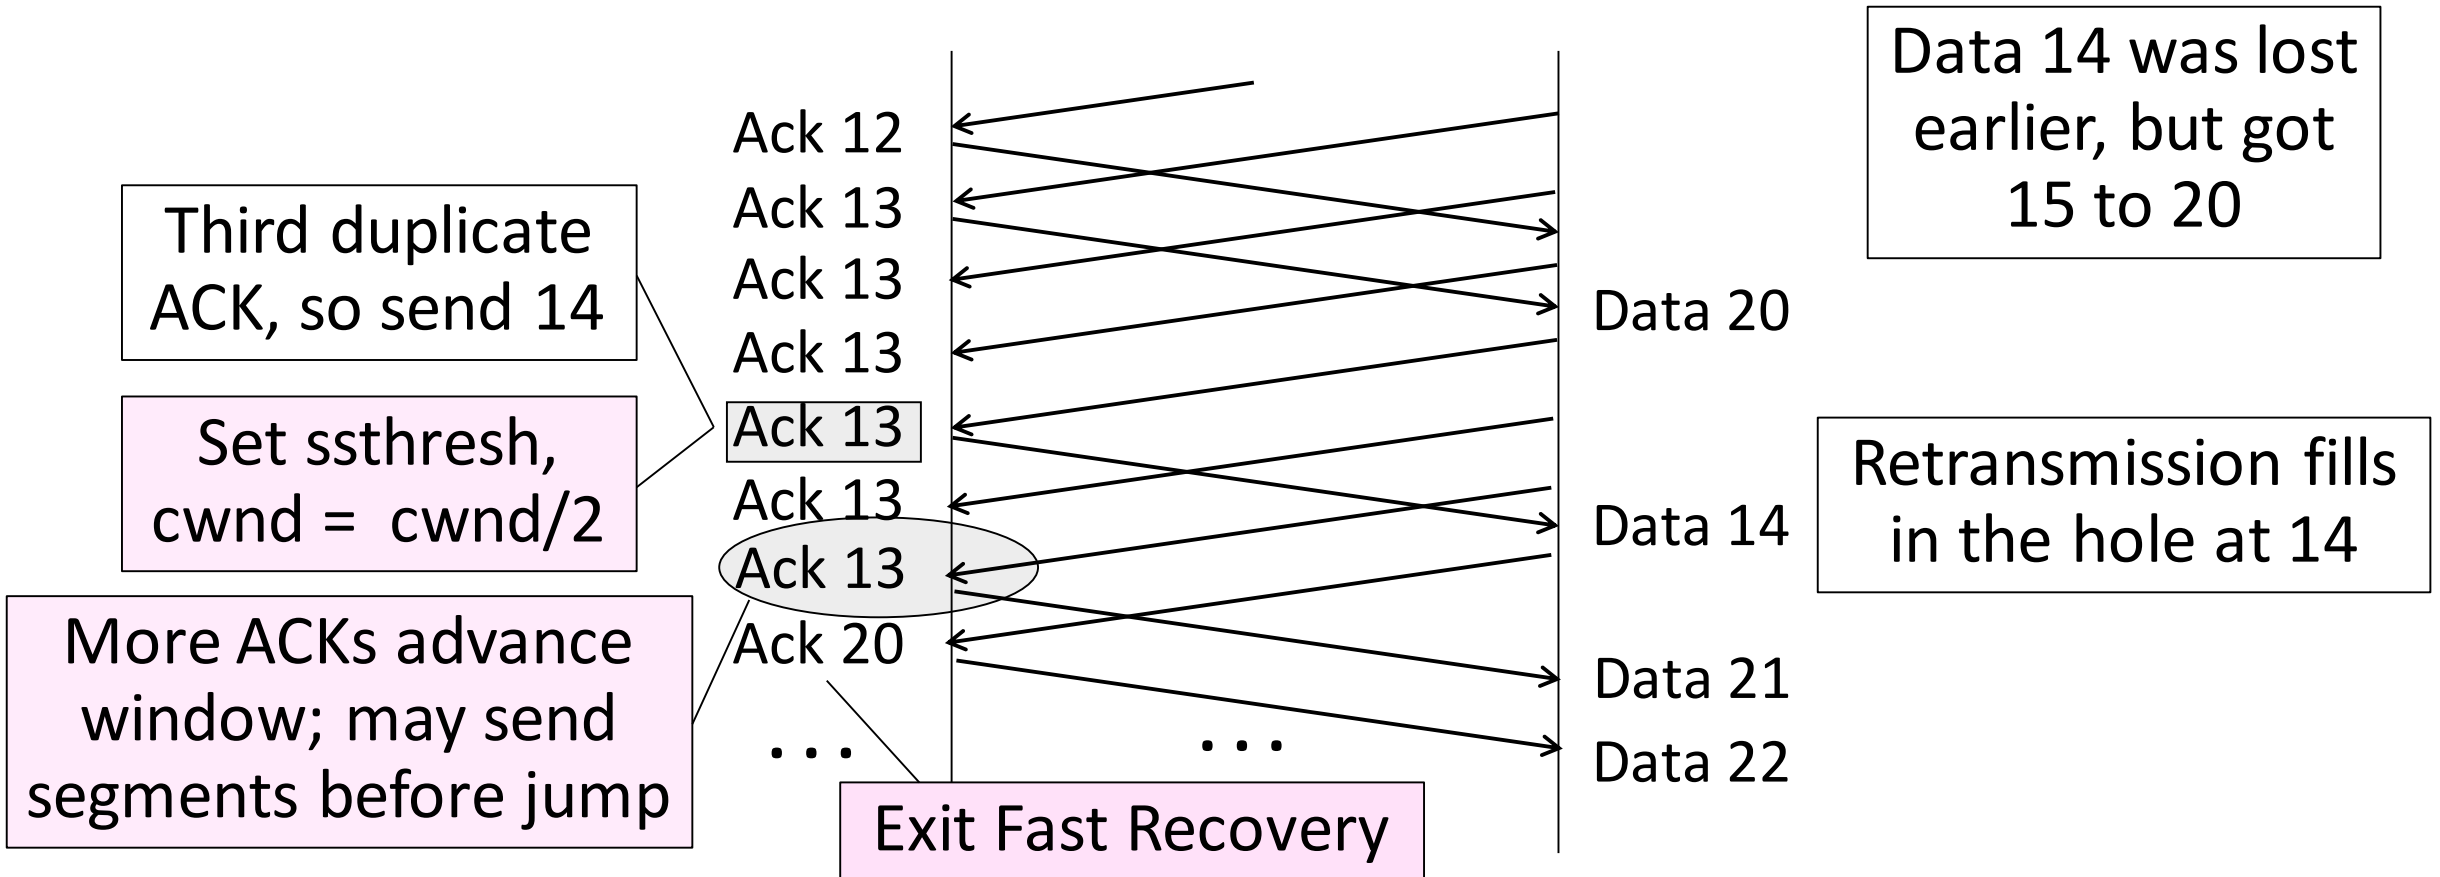 Data 14 was lost
earlier, but got
15 to 20
Third duplicate
ACK, so send 14
Set ssthresh,
cwnd = cwnd/2
More ACKs advance
window; may send
segments before jump
Ack 12
Ack 13
Ack 13
Ack 13
Ack 13
Ack 13
Ack 13
Ack 20
. . .
. . .
Exit Fast Recovery
Data 20
Data 14
Data 21
Data 22
Retransmission fills
in the hole at 14